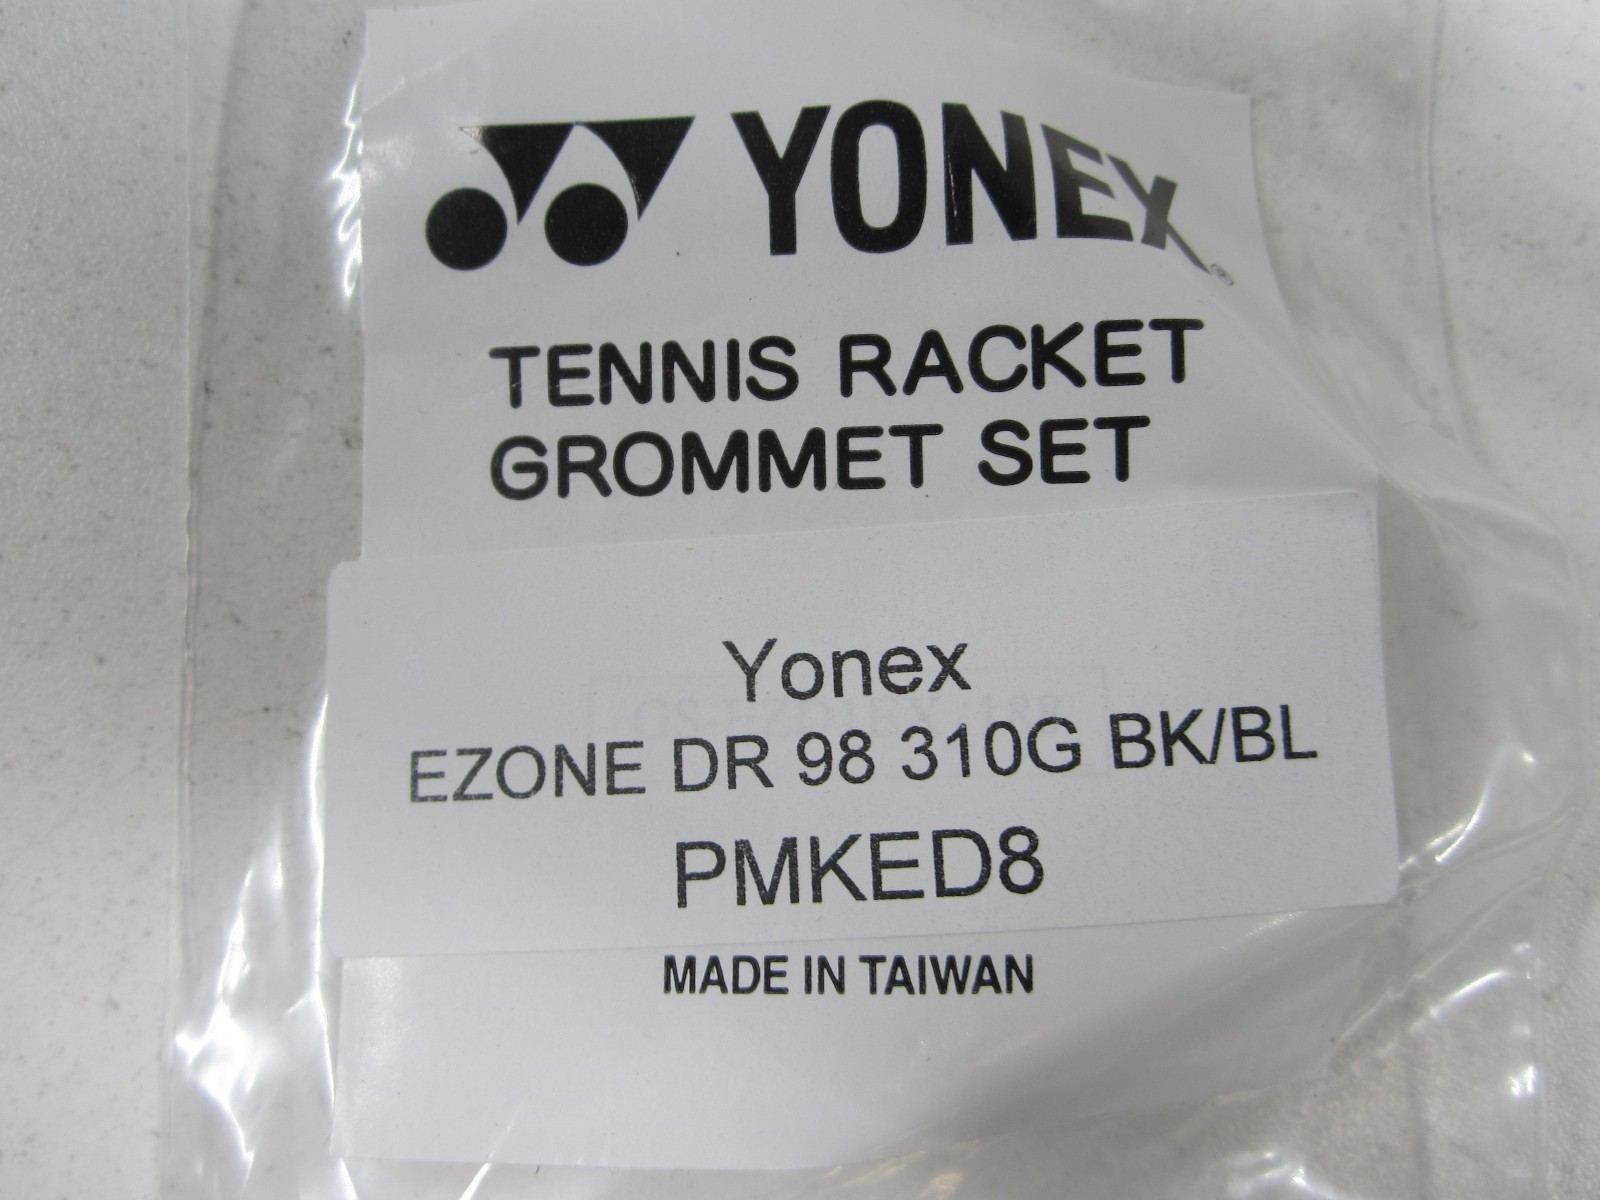 YONEX®
TENNIS RACKET
GROMMET SET
Yonex
EZONE DR 98 310G BK/BL
PMKED8
MADE IN TAIWAN